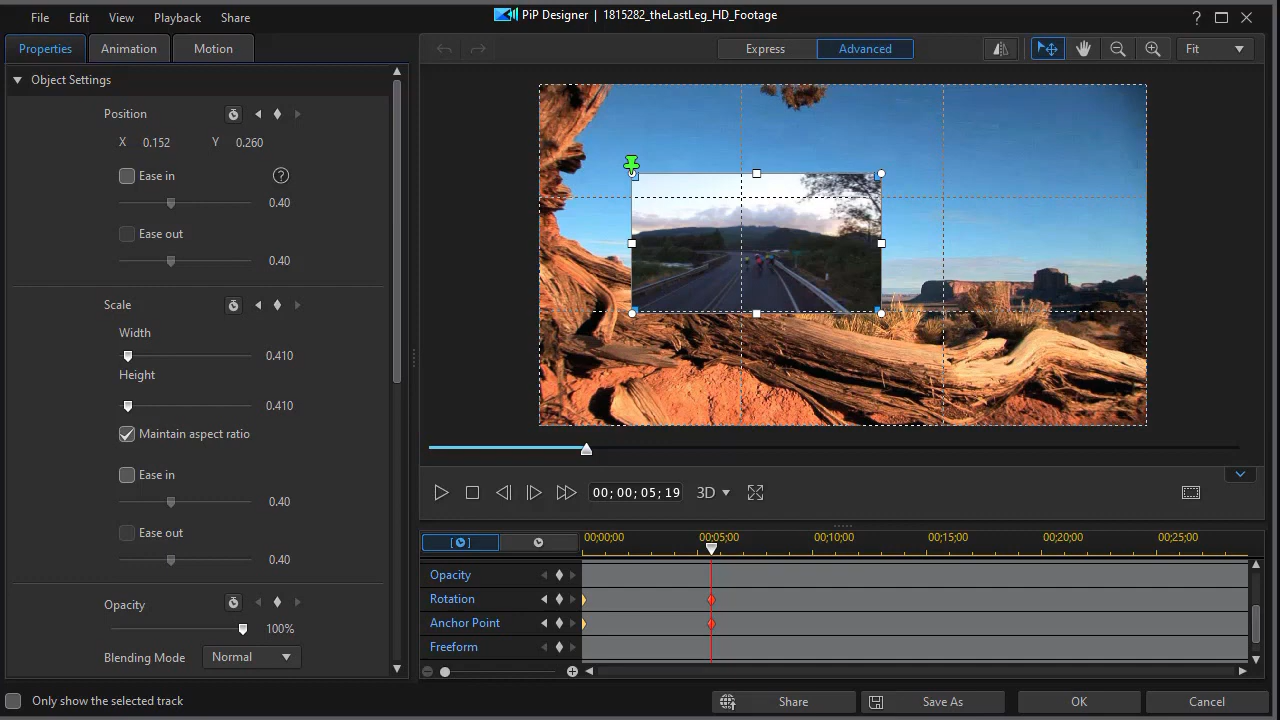 File Edit View Playback Share
PiP Designer | 1815282_theLastLeg_HD_Footage
?
Properties Animation Motion
Express Advanced
Fit
Object Settings
Position
X 0.152 Y 0.260
Ease in ?
0.40
Ease out
0.40
Scale
Width
0.410
Height
0.410
Maintain aspect ratio
Ease in
0.40
Ease out
0.40
Opacity
100%
Blending Mode Normal
00;00;05;19 3D
00;00;00 00;05;00 00;10;00 00;15;00 00;20;00 00;25;00
Opacity
Rotation
Anchor Point
Freeform
Only show the selected track
Share Save As OK Cancel